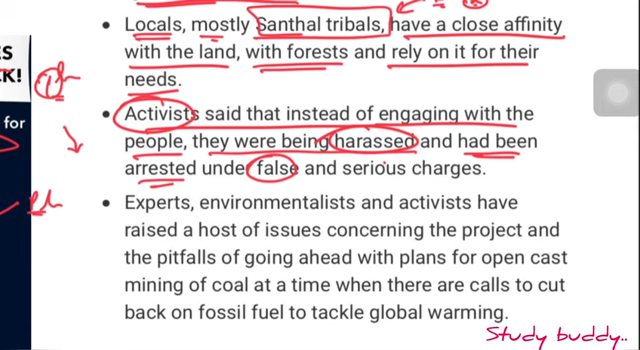 • Locals, mostly Santhal tribals, have a close affinity
with the land, with forests and rely on it for their
needs.
• Activists said that instead of engaging with the
people, they were being harassed and had been
arrested under false and serious charges.
• Experts, environmentalists and activists have
raised a host of issues concerning the project and
the pitfalls of going ahead with plans for open cast
mining of coal at a time when there are calls to cut
back on fossil fuel to tackle global warming.
K!
for
Study buddy..